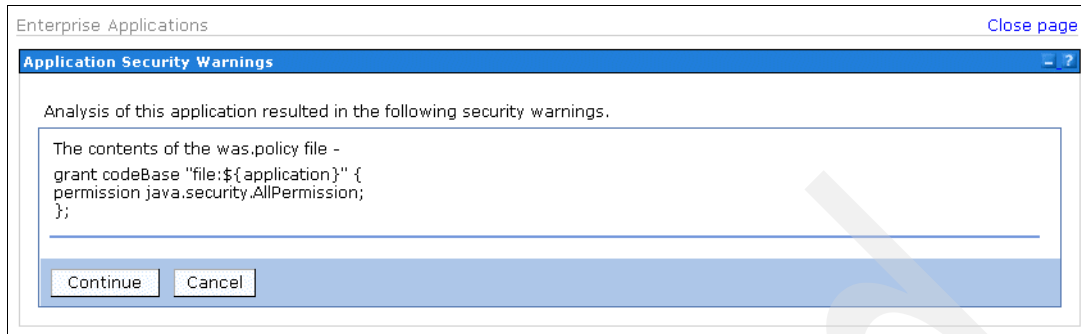 Enterprise Applications
Close page
Application Security Warnings
- ?
Analysis of this application resulted in the following security warnings.
The contents of the was.policy file -
grant codeBase "file:${application}" {
permission java.security.AllPermission;
};
Continue
Cancel